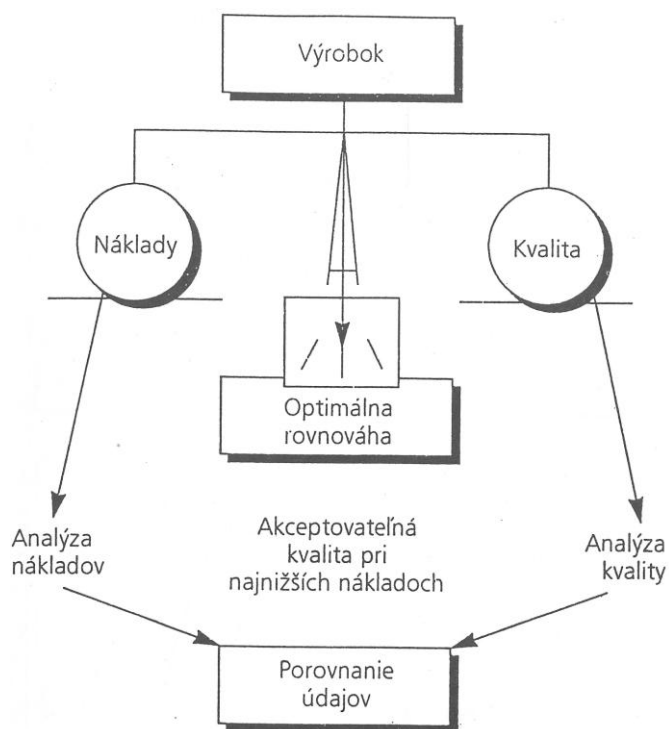 Výrobok
Náklady
Kvalita
Optimálna
rovnováha
Analýza
nákladov
Akceptovateľná
kvalita pri
najnižších nákladoch
Analýza
kvality
Porovnanie
údajov